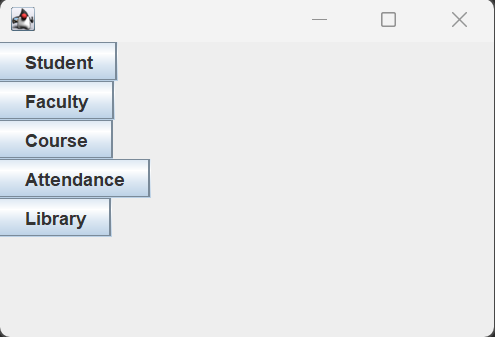 Student
Faculty
Course
Attendance
Library